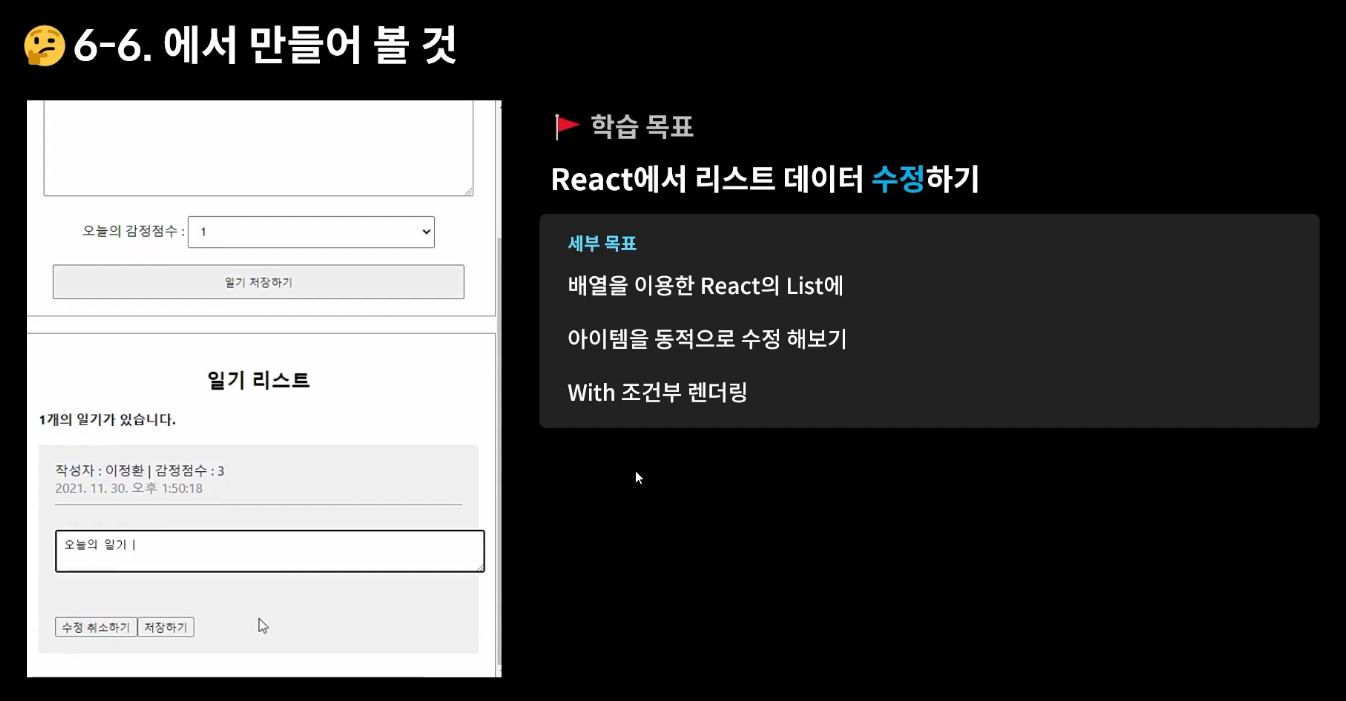 🤔 6-6. 에서 만들어 볼 것
오늘의 감정점수 : 1
일기 저장하기
일기 리스트
1개의 일기가 있습니다.
작성자 : 이정환 | 감정점수 : 3
2021. 11. 30. 오후 1:50:18
오늘의 일기
수정 취소하기 저장하기
🚩 학습 목표
React에서 리스트 데이터 수정하기
세부 목표
배열을 이용한 React의 List에
아이템을 동적으로 수정 해보기
With 조건부 렌더링